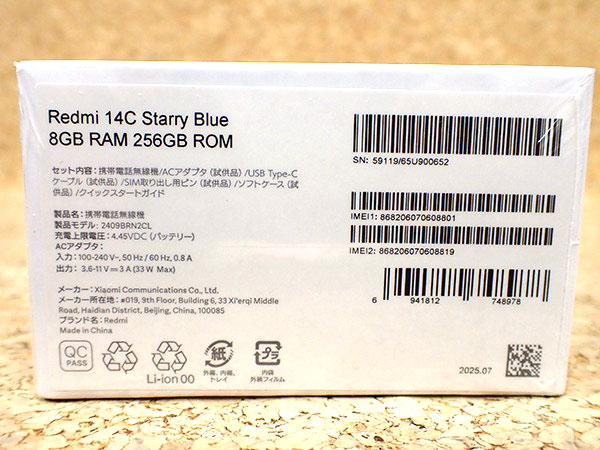 Redmi 14C Starry Blue
8GB RAM 256GB ROM
SN: 59119/65U900652
セット内容：携帯電話無線機/ACアダプタ（試供品）/USB Type-C
ケーブル（試供品）/SIM取り出し用ピン（試供品）/ソフトケース（試供
品）/クイックスタートガイド
IMEI1: 868206070608801
製品名：携帯電話無線機
製品モデル：2409BRN2CL
充電上限電圧：4.45VDC（バッテリー）
IMEI2: 868206070608819
ACアダプタ：
入力：100-240 V~, 50 Hz / 60 Hz, 0.8 A
出力：3.6-11 V⎓3 A (33 W Max)
メーカー：Xiaomi Communications Co., Ltd.
メーカー所在地：#019, 9th Floor, Building 6, 33 Xi'erqi Middle
Road, Haidian District, Beijing, China, 100085
ブランド名：Redmi
Made in China
6 941812 748978
QC
PASS
Li-ion 00
紙
外箱、内箱、
トレイ
プラ
内袋
外装フィルム
2025.07